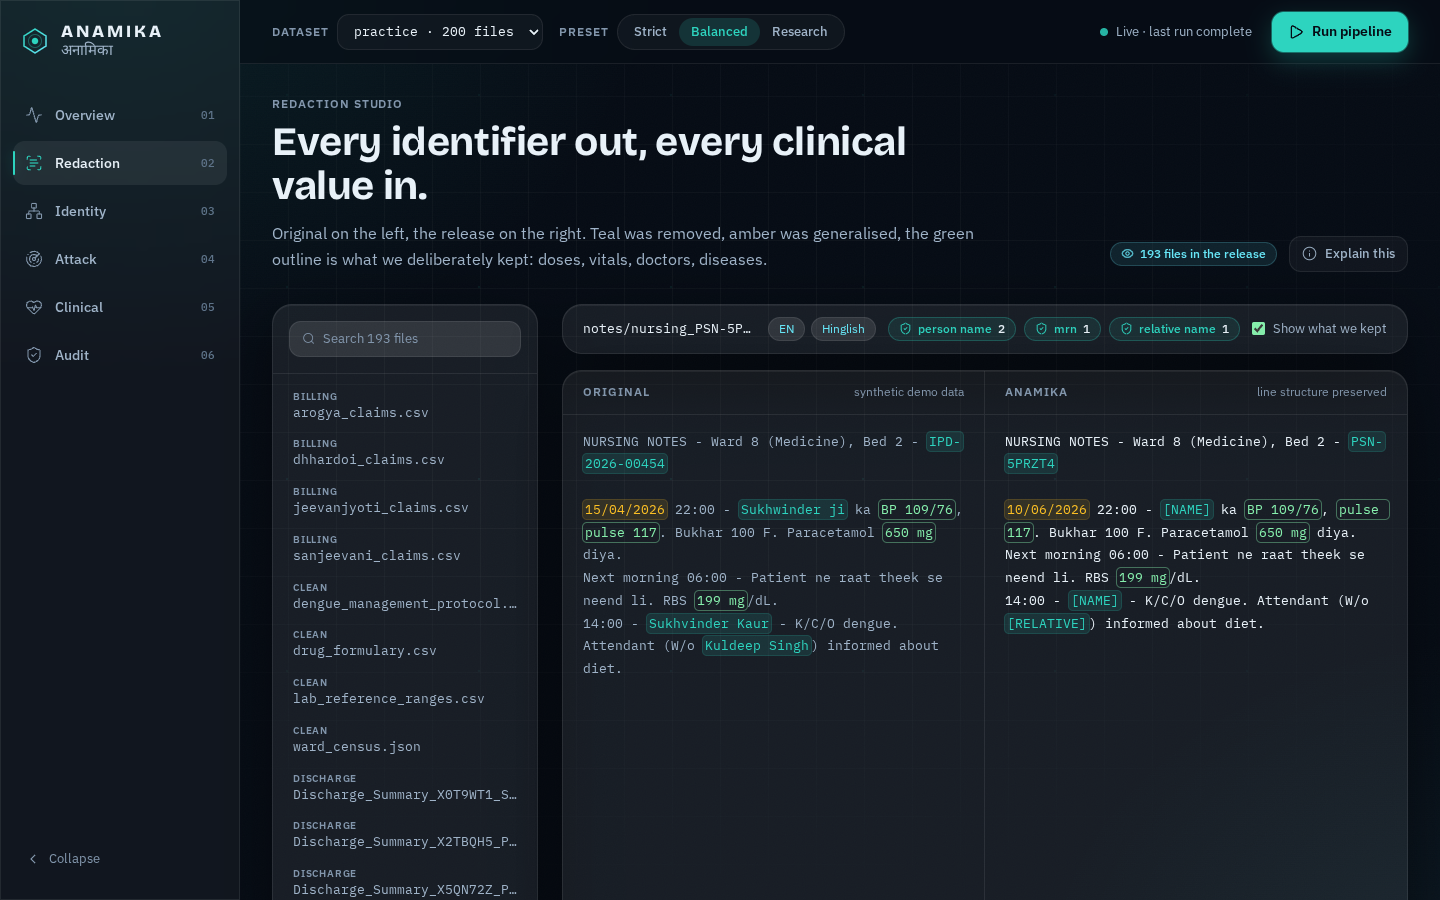 ANAMIKA
अनामिका
Overview 01
Redaction 02
Identity 03
Attack 04
Clinical 05
Audit 06
Collapse
DATASET practice · 200 files PRESET Strict Balanced Research
Live · last run complete
Run pipeline
REDACTION STUDIO
Every identifier out, every clinical
value in.
Original on the left, the release on the right. Teal was removed, amber was generalised, the green
outline is what we deliberately kept: doses, vitals, doctors, diseases.
193 files in the release
Explain this
Search 193 files
BILLING
arogya_claims.csv
BILLING
dhhardoi_claims.csv
BILLING
jeevanjyoti_claims.csv
BILLING
sanjeevani_claims.csv
CLEAN
dengue_management_protocol.…
CLEAN
drug_formulary.csv
CLEAN
lab_reference_ranges.csv
CLEAN
ward_census.json
DISCHARGE
Discharge_Summary_X0T9WT1_S…
DISCHARGE
Discharge_Summary_X2TBQH5_P…
DISCHARGE
Discharge_Summary_X5QN72Z_P…
notes/nursing_PSN-5P… EN Hinglish person name 2 mrn 1 relative name 1 Show what we kept
ORIGINAL synthetic demo data
NURSING NOTES - Ward 8 (Medicine), Bed 2 - IPD-
2026-00454
15/04/2026 22:00 - Sukhwinder ji ka BP 109/76,
pulse 117. Bukhar 100 F. Paracetamol 650 mg
diya.
Next morning 06:00 - Patient ne raat theek se
neend li. RBS 199 mg/dL.
14:00 - Sukhvinder Kaur - K/C/O dengue.
Attendant (W/o Kuldeep Singh) informed about
diet.
ANAMIKA line structure preserved
NURSING NOTES - Ward 8 (Medicine), Bed 2 - PSN-
5PRZT4
10/06/2026 22:00 - [NAME] ka BP 109/76, pulse
117. Bukhar 100 F. Paracetamol 650 mg diya.
Next morning 06:00 - Patient ne raat theek se
neend li. RBS 199 mg/dL.
14:00 - [NAME] - K/C/O dengue. Attendant (W/o
[RELATIVE]) informed about diet.